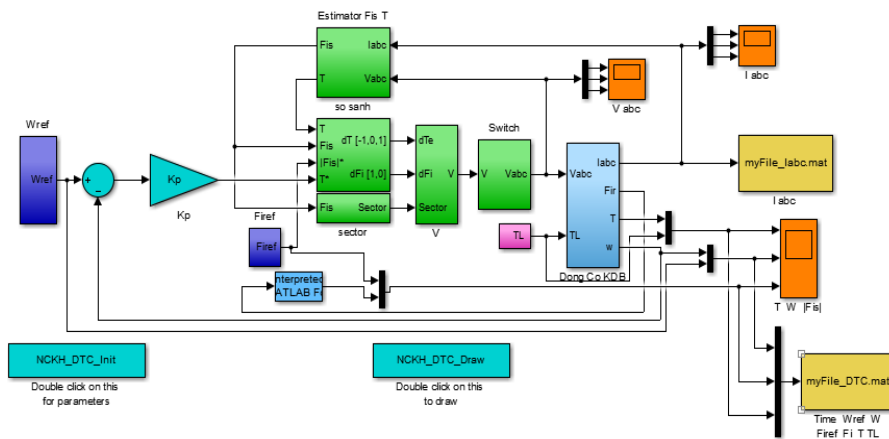 Estimator Fis T
Fis
Iabc
T
Vabc
so sanh
I abc
V abc
Wref
Wref
+
−
Kp
Kp
T
Fis
|Fis|*
T*
dT [-1,0,1]
dFi [1,0]
Fis
Sector
sector
dTe
dFi
Sector
V
V
Switch
V
Vabc
Vabc
TL
Iabc
Fir
T
w
Dong Co KDB
TL
myFile_Iabc.mat
I abc
Firef
Firef
nterpreted
ATLAB Fc
T W |Fis|
NCKH_DTC_Init
Double click on this
for parameters
NCKH_DTC_Draw
Double click on this
to draw
myFile_DTC.mat
Time Wref W
Firef Fi T TL